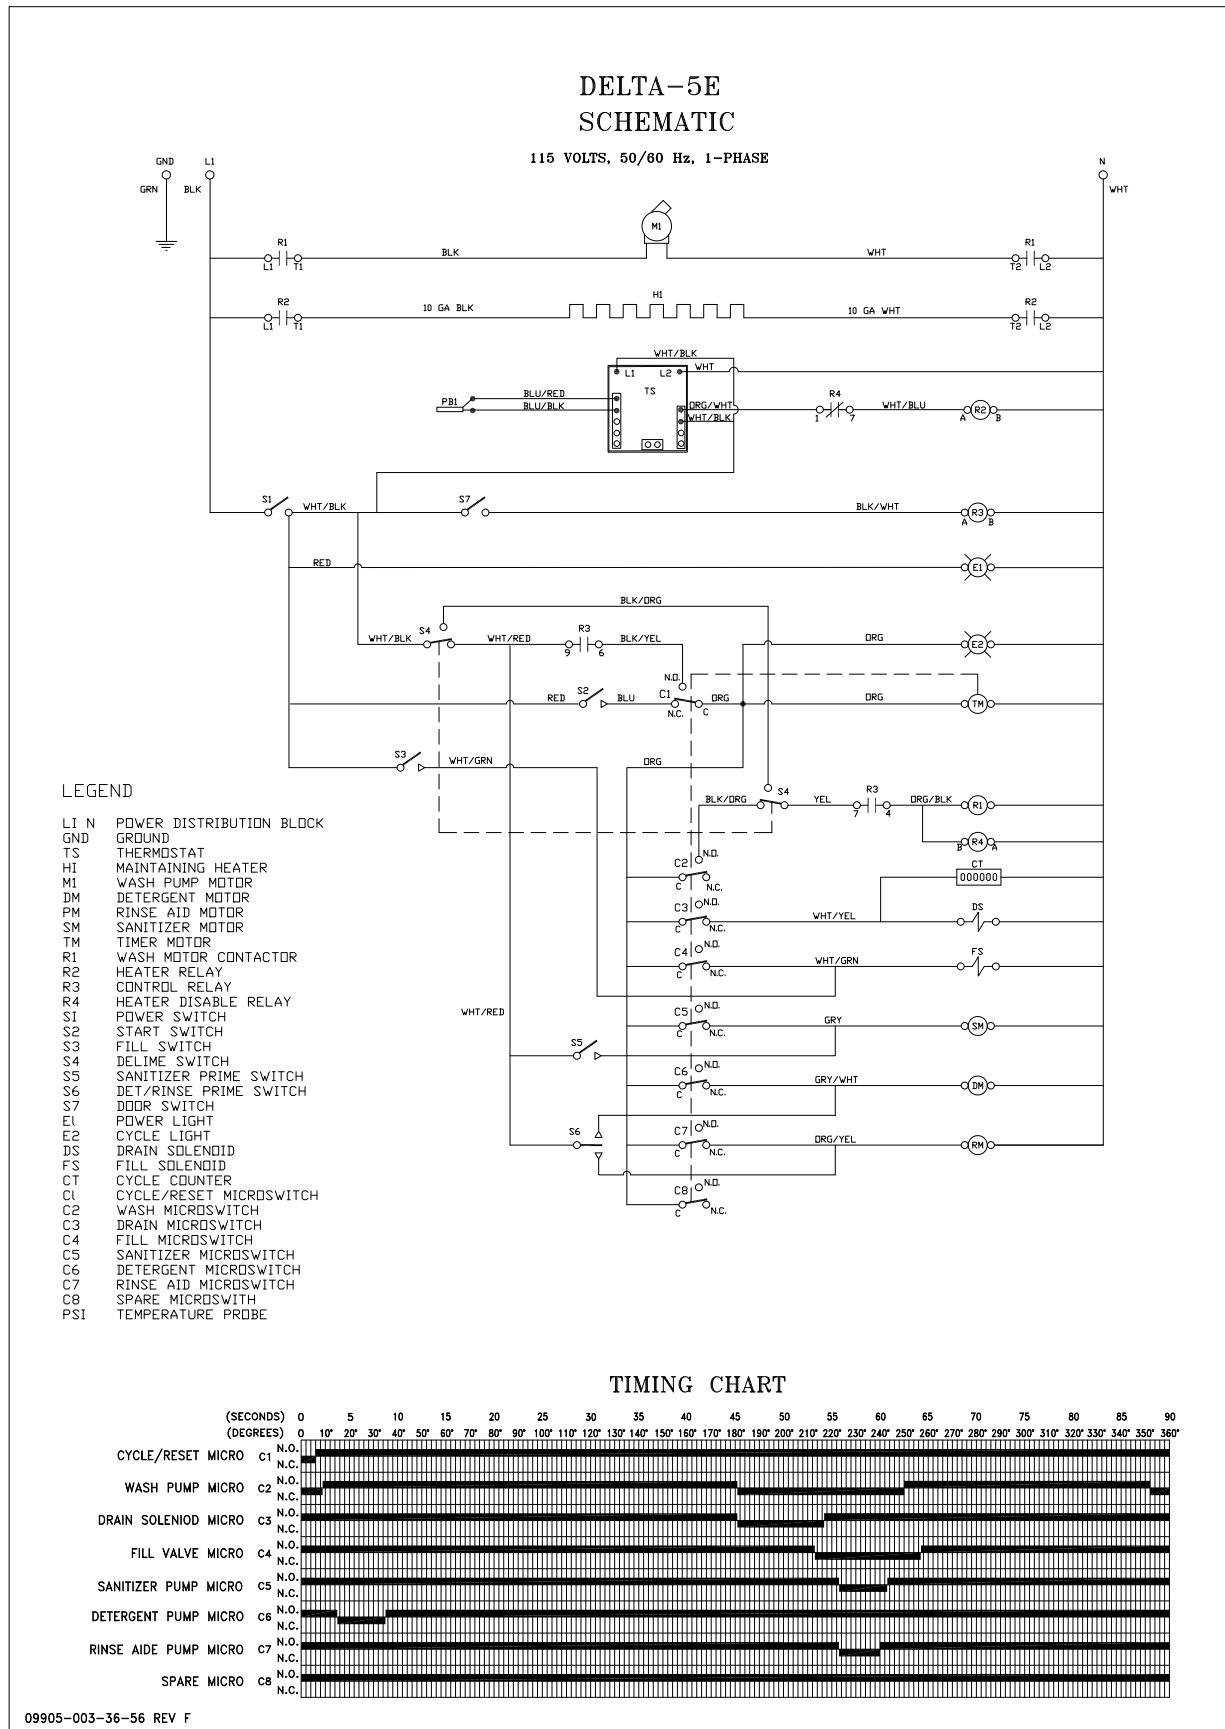 DELTA-5E
SCHEMATIC
115 VOLTS, 50/60 Hz, 1-PHASE
GND L1 N
GRN BLK WHT
M1
R1 BLK WHT R1
L1 T1 T2 L2
H1
R2 10 GA BLK 10 GA WHT R2
L1 T1 T2 L2
WHT/BLK
WHT
L1 L2
TS
PB1 BLU/RED
BLU/BLK
ORG/WHT R4 WHT/BLU R2
WHT/BLK 1 7 A B
S1 WHT/BLK S7 BLK/WHT R3
A B
RED E1
BLK/ORG
WHT/BLK S4 WHT/RED R3 BLK/YEL ORG E2
9 6
N.O.
RED S2 BLU C1 ORG ORG TM
N.C. C
S3 WHT/GRN ORG
BLK/ORG S4 YEL R3 ORG/BLK R1
7 4
B R4 A
C2 N.O. CT
C N.C. 000000
C3 N.O. WHT/YEL DS
C N.C.
C4 N.O. WHT/GRN FS
C N.C.
WHT/RED
C5 N.O. GRY SM
C N.C.
S5
C6 N.O. GRY/WHT DM
C N.C.
S6
C7 N.O. ORG/YEL RM
C N.C.
C8 N.O.
C N.C.
LEGEND
LI N POWER DISTRIBUTION BLOCK
GND GROUND
TS THERMOSTAT
HI MAINTAINING HEATER
M1 WASH PUMP MOTOR
DM DETERGENT MOTOR
PM RINSE AID MOTOR
SM SANITIZER MOTOR
TM TIMER MOTOR
R1 WASH MOTOR CONTACTOR
R2 HEATER RELAY
R3 CONTROL RELAY
R4 HEATER DISABLE RELAY
SI POWER SWITCH
S2 START SWITCH
S3 FILL SWITCH
S4 DELIME SWITCH
S5 SANITIZER PRIME SWITCH
S6 DET/RINSE PRIME SWITCH
S7 DOOR SWITCH
El POWER LIGHT
E2 CYCLE LIGHT
DS DRAIN SOLENOID
FS FILL SOLENOID
CT CYCLE COUNTER
Cl CYCLE/RESET MICROSWITCH
C2 WASH MICROSWITCH
C3 DRAIN MICROSWITCH
C4 FILL MICROSWITCH
C5 SANITIZER MICROSWITCH
C6 DETERGENT MICROSWITCH
C7 RINSE AID MICROSWITCH
C8 SPARE MICROSWITH
PSI TEMPERATURE PROBE
TIMING CHART
(SECONDS) 0 5 10 15 20 25 30 35 40 45 50 55 60 65 70 75 80 85 90
(DEGREES) 0 10° 20° 30° 40° 50° 60° 70° 80° 90° 100° 110° 120° 130° 140° 150° 160° 170° 180° 190° 200° 210° 220° 230° 240° 250° 260° 270° 280° 290° 300° 310° 320° 330° 340° 350° 360°
CYCLE/RESET MICRO C1 N.O. N.C.
WASH PUMP MICRO C2 N.O. N.C.
DRAIN SOLENIOD MICRO C3 N.O. N.C.
FILL VALVE MICRO C4 N.O. N.C.
SANITIZER PUMP MICRO C5 N.O. N.C.
DETERGENT PUMP MICRO C6 N.O. N.C.
RINSE AIDE PUMP MICRO C7 N.O. N.C.
SPARE MICRO C8 N.O. N.C.
09905-003-36-56 REV F